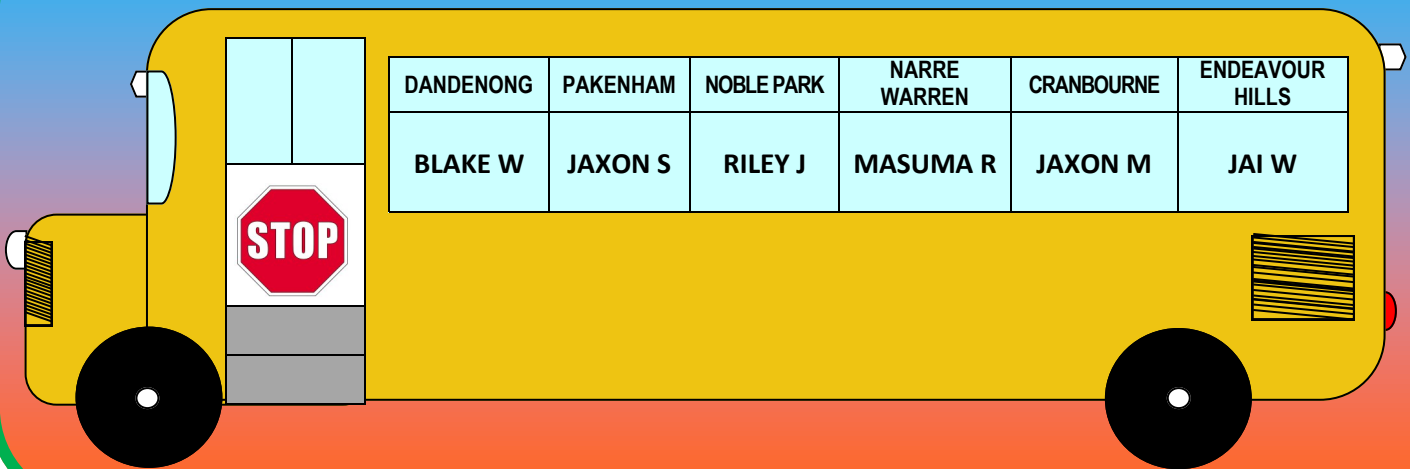 DANDENONG PAKENHAM NOBLE PARK NARRE WARREN CRANBOURNE ENDEAVOUR HILLS
BLAKE W JAXON S RILEY J MASUMA R JAXON M JAI W
STOP